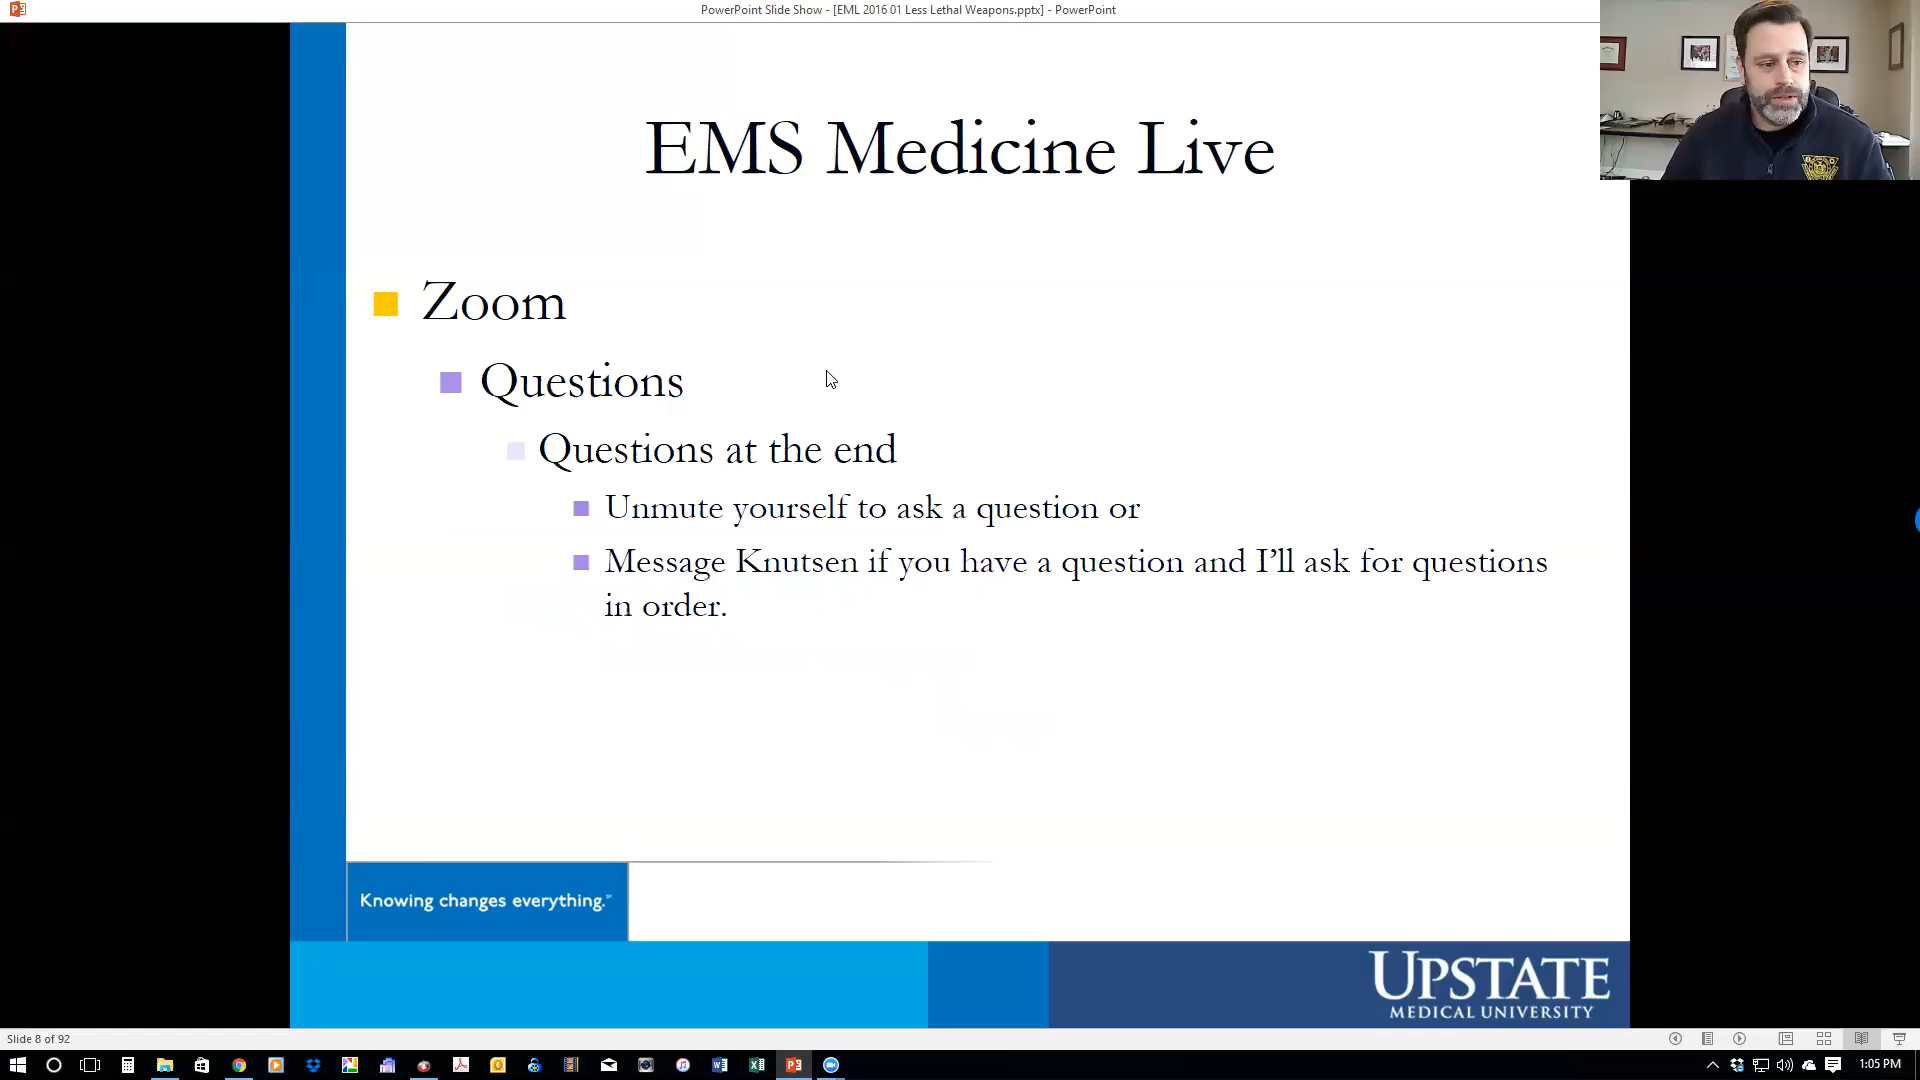 PowerPoint Slide Show - [EML 2016 01 Less Lethal Weapons.pptx] - PowerPoint
EMS Medicine Live
Zoom
Questions
Questions at the end
Unmute yourself to ask a question or
Message Knutsen if you have a question and I'll ask for questions
in order.
Knowing changes everything.
UPSTATE
MEDICAL UNIVERSITY
Slide 8 of 92
1:05 PM